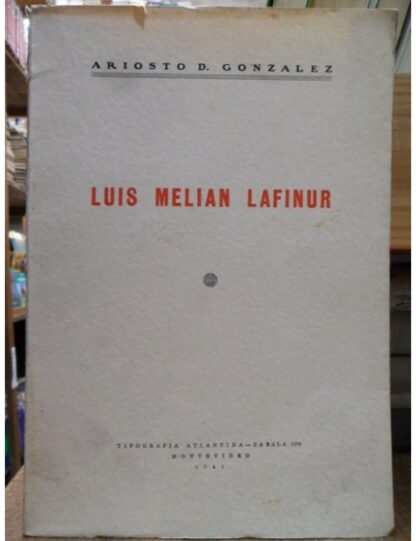 ARIOSTO D. GONZALEZ
LUIS MELIAN LAFINUR
TIPOGRAFIA ATLANTIDA—ZABALA 1376
MONTEVIDEO
1941